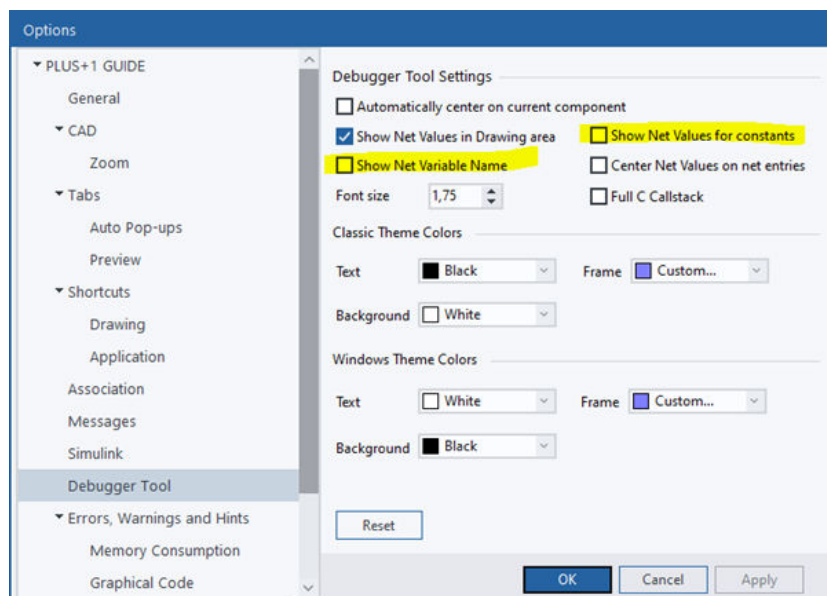 Options
PLUS+1 GUIDE
General
CAD
Zoom
Tabs
Auto Pop-ups
Preview
Shortcuts
Drawing
Application
Association
Messages
Simulink
Debugger Tool
Errors, Warnings and Hints
Memory Consumption
Graphical Code
Debugger Tool Settings
Automatically center on current component
Show Net Values in Drawing area Show Net Values for constants
Show Net Variable Name Center Net Values on net entries
Font size 1,75 Full C Callstack
Classic Theme Colors
Text Black Frame Custom...
Background White
Windows Theme Colors
Text White Frame Custom...
Background Black
Reset
OK Cancel Apply